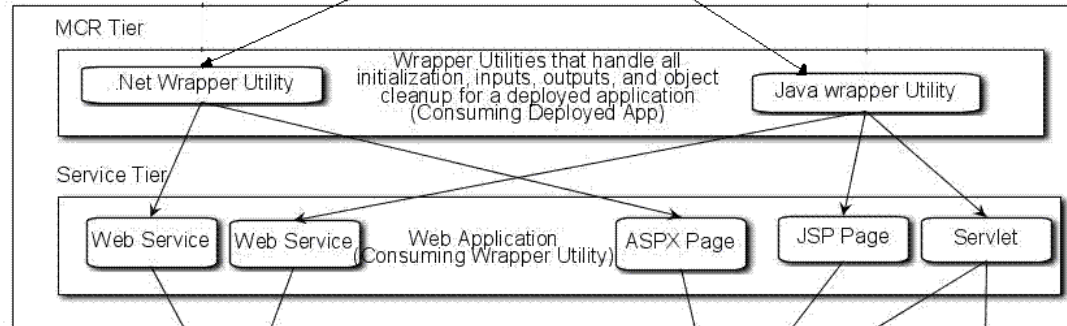 MCR Tier
Wrapper Utilities that handle all
initialization, inputs, outputs, and object
cleanup for a deployed application
(Consuming Deployed App)
.Net Wrapper Utility
Java wrapper Utility
Service Tier
Web Service
Web Service
Web Application
(Consuming Wrapper Utility)
ASPX Page
JSP Page
Servlet